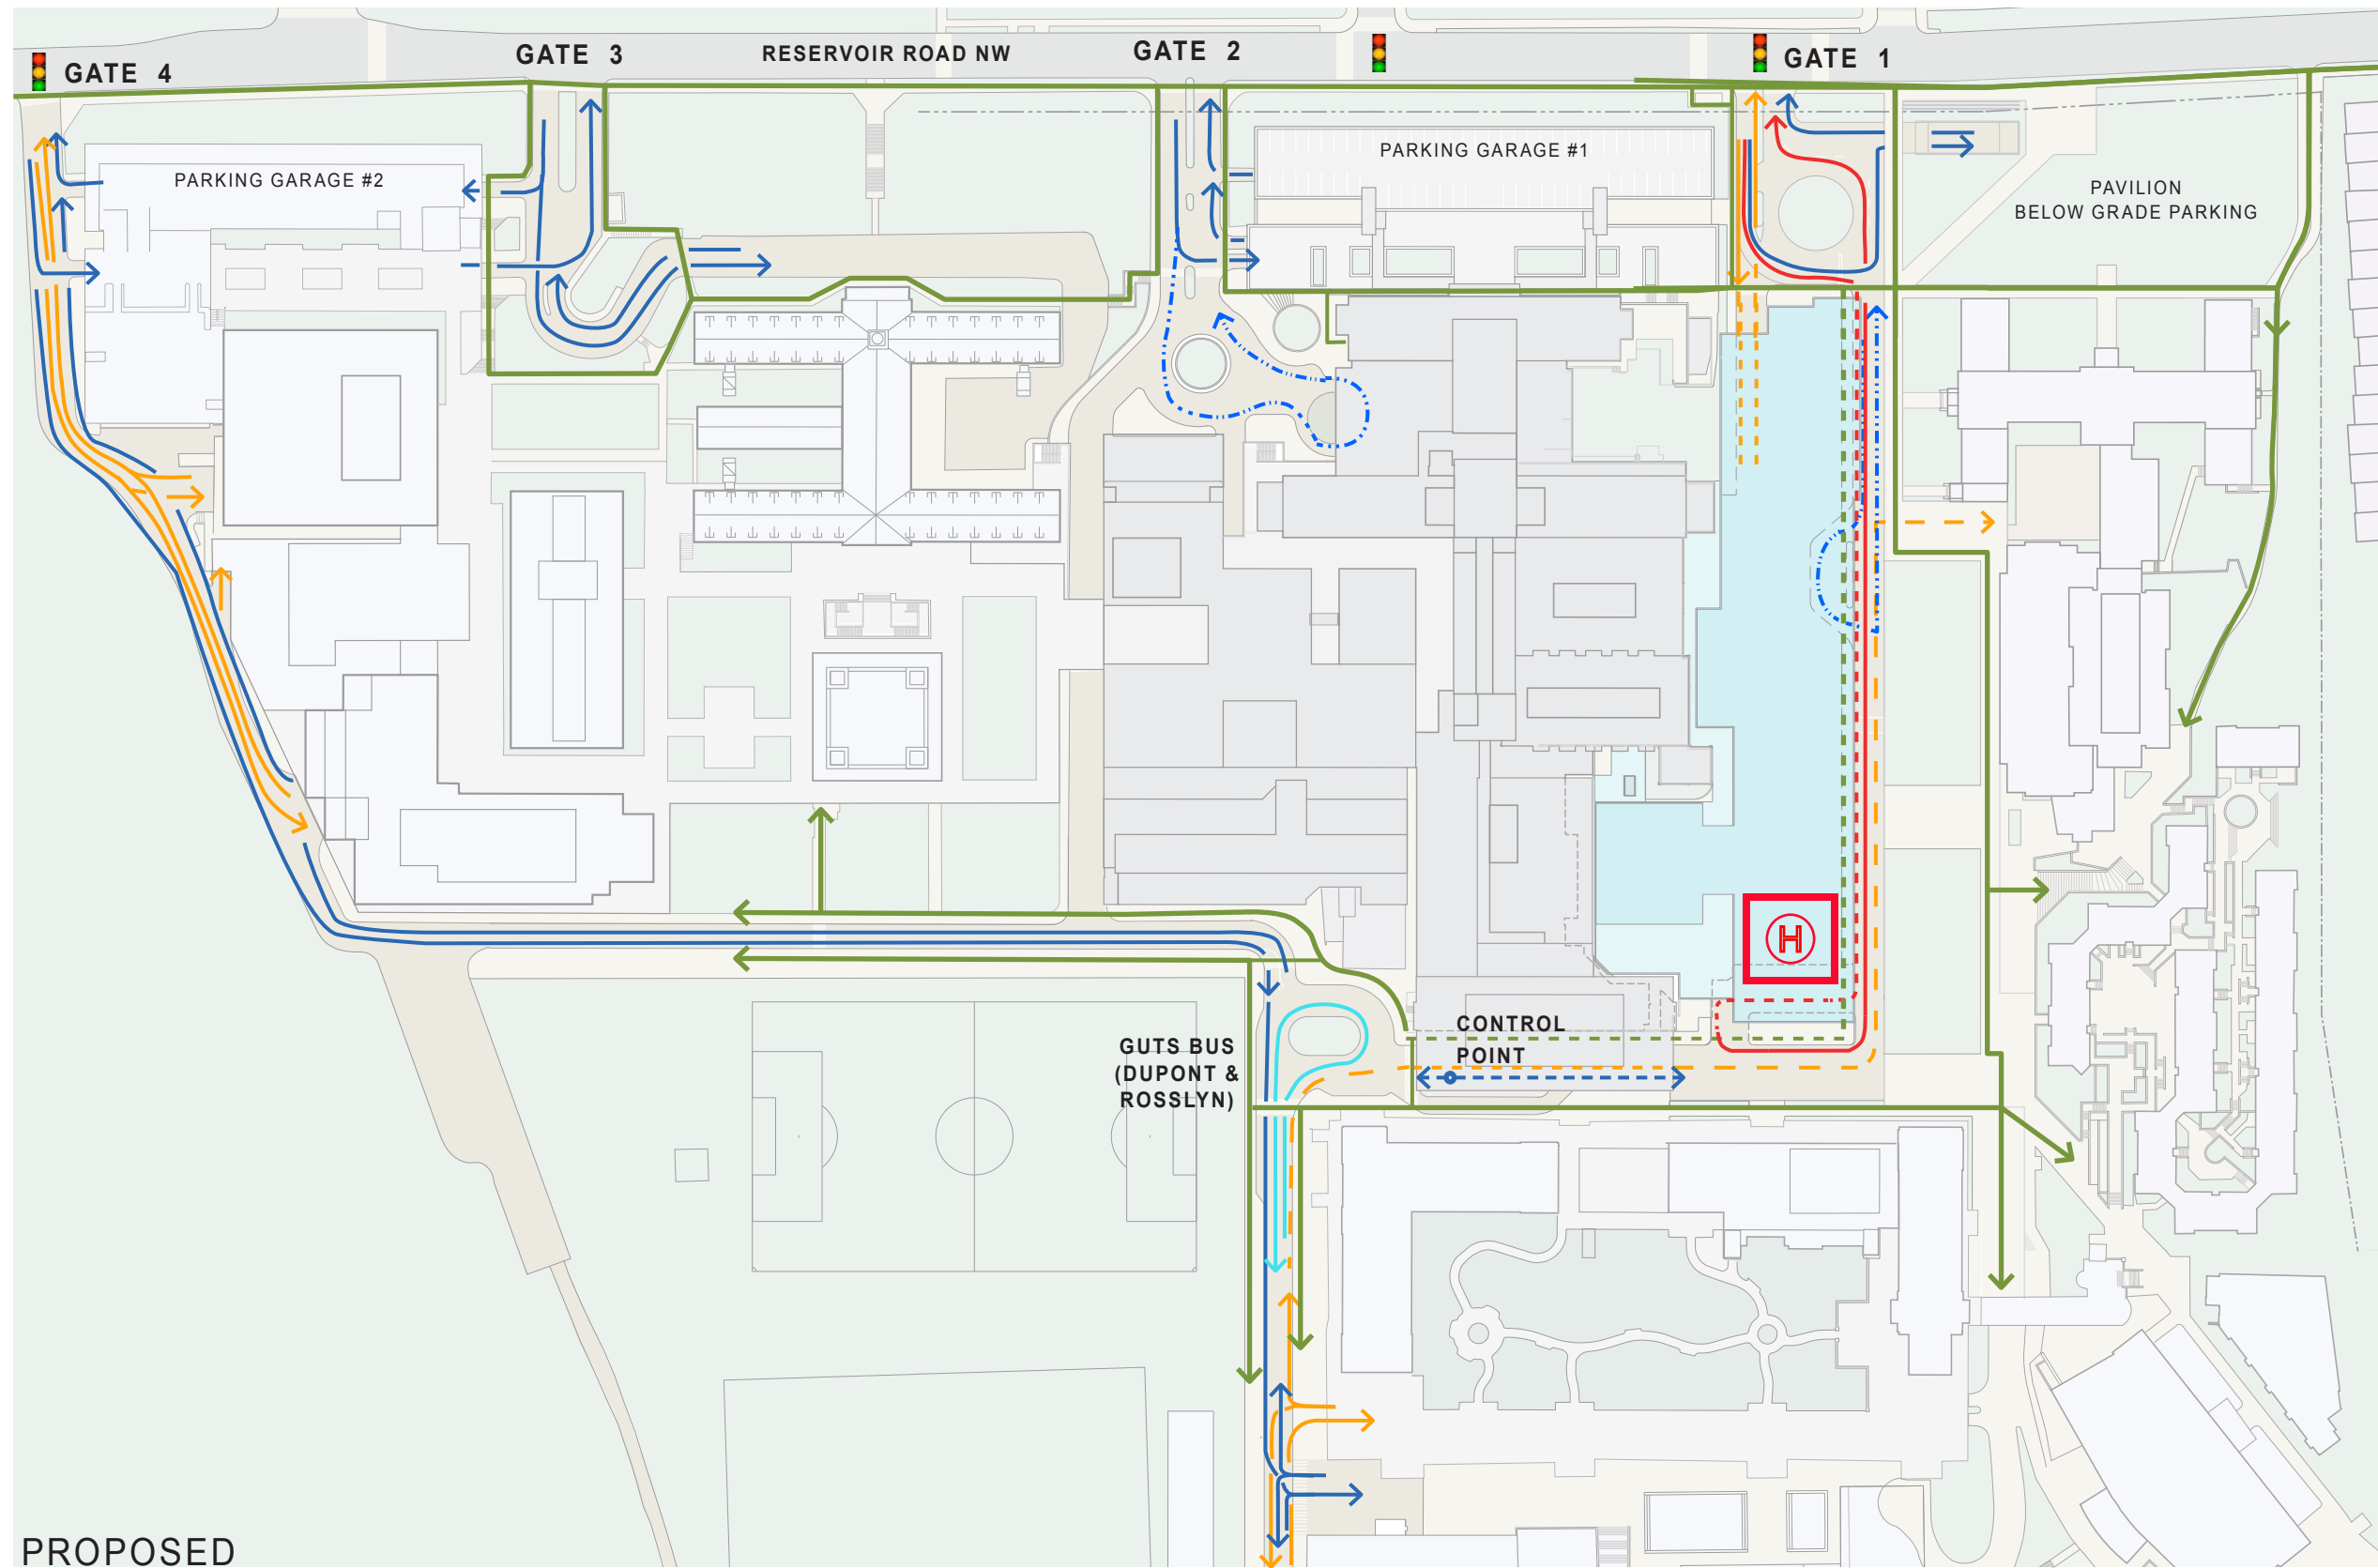 GATE 4
GATE 3
RESERVOIR ROAD NW
GATE 2
GATE 1
PARKING GARAGE #2
PARKING GARAGE #1
PAVILION
BELOW GRADE PARKING
H
CONTROL
POINT
GUTS BUS
(DUPONT &
ROSSLYN)
PROPOSED